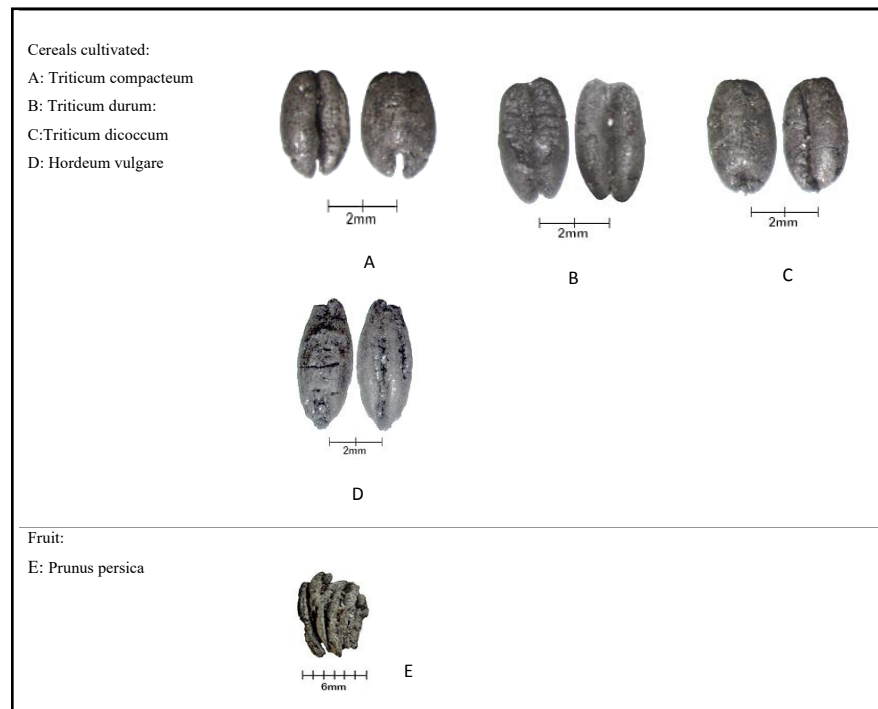 Cereals cultivated:
A: Triticum compacteum
B: Triticum durum:
C:Triticum dicoccum
D: Hordeum vulgare
2mm
2mm
2mm
A
B
C
2mm
D
Fruit:
E: Prunus persica
6mm
E